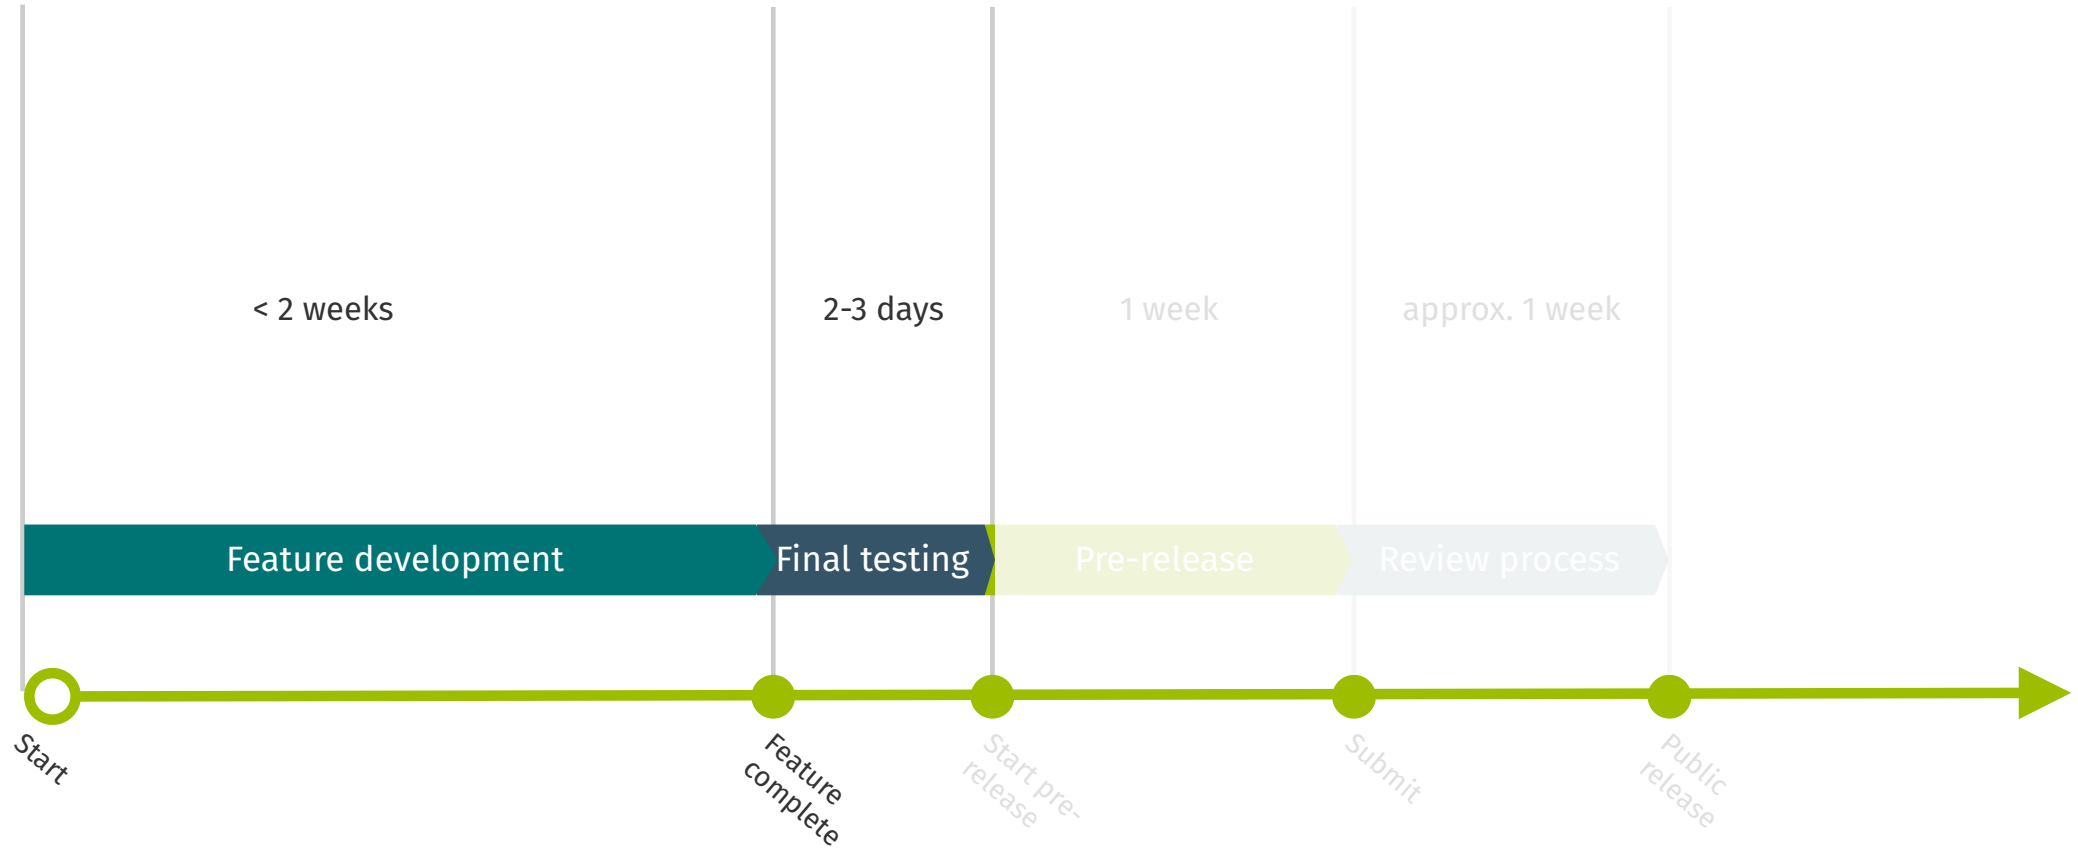 < 2 weeks
2-3 days
1 week
approx. 1 week
Feature development
Final testing
Pre-release
Review process
Start
Feature
complete
Start pre-
release
Submit
Public
release